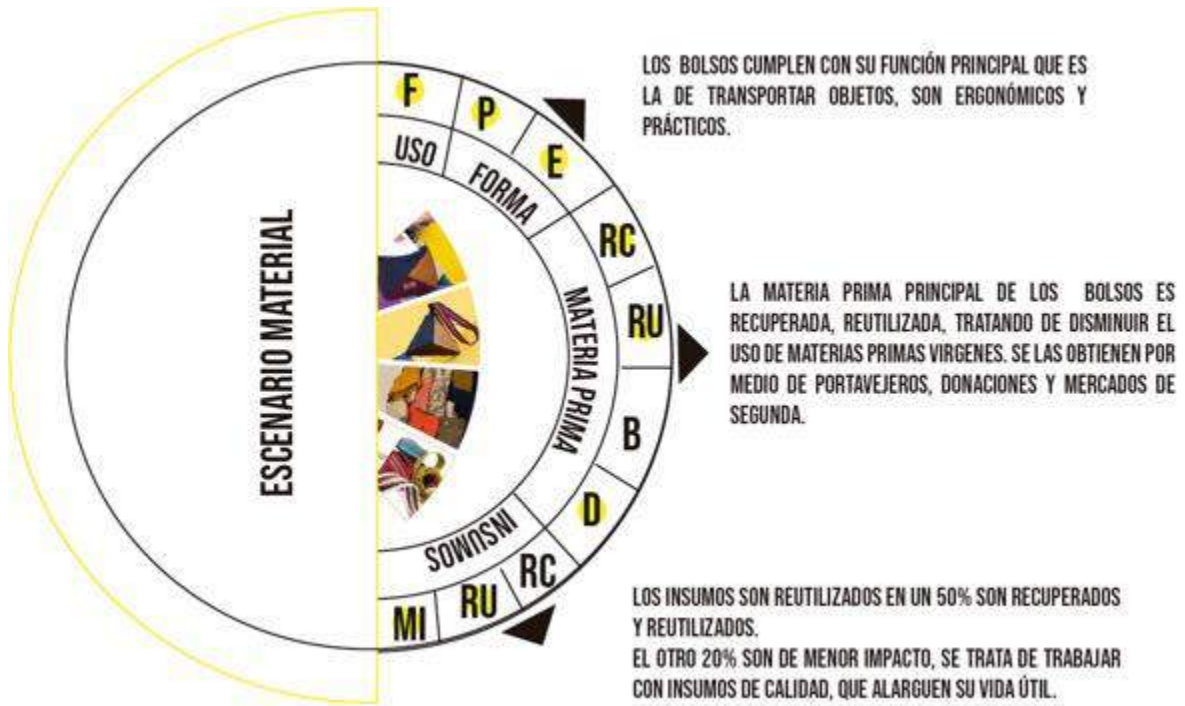 ESCENARIO MATERIAL
F
P
E
RC
RU
B
D
RC
RU
MI
USO
FORMA
MATERIA PRIMA
INSUMOS
LOS BOLSOS CUMPLEN CON SU FUNCIÓN PRINCIPAL QUE ES
LA DE TRANSPORTAR OBJETOS, SON ERGONÓMICOS Y
PRÁCTICOS.
LA MATERIA PRIMA PRINCIPAL DE LOS BOLSOS ES
RECUPERADA, REUTILIZADA, TRATANDO DE DISMINUIR EL
USO DE MATERIAS PRIMAS VIRGENES. SE LAS OBTIENEN POR
MEDIO DE PORTAVEJEROS, DONACIONES Y MERCADOS DE
SEGUNDA.
LOS INSUMOS SON REUTILIZADOS EN UN 50% SON RECUPERADOS
Y REUTILIZADOS.
EL OTRO 20% SON DE MENOR IMPACTO, SE TRATA DE TRABAJAR
CON INSUMOS DE CALIDAD, QUE ALARGUEN SU VIDA ÚTIL.